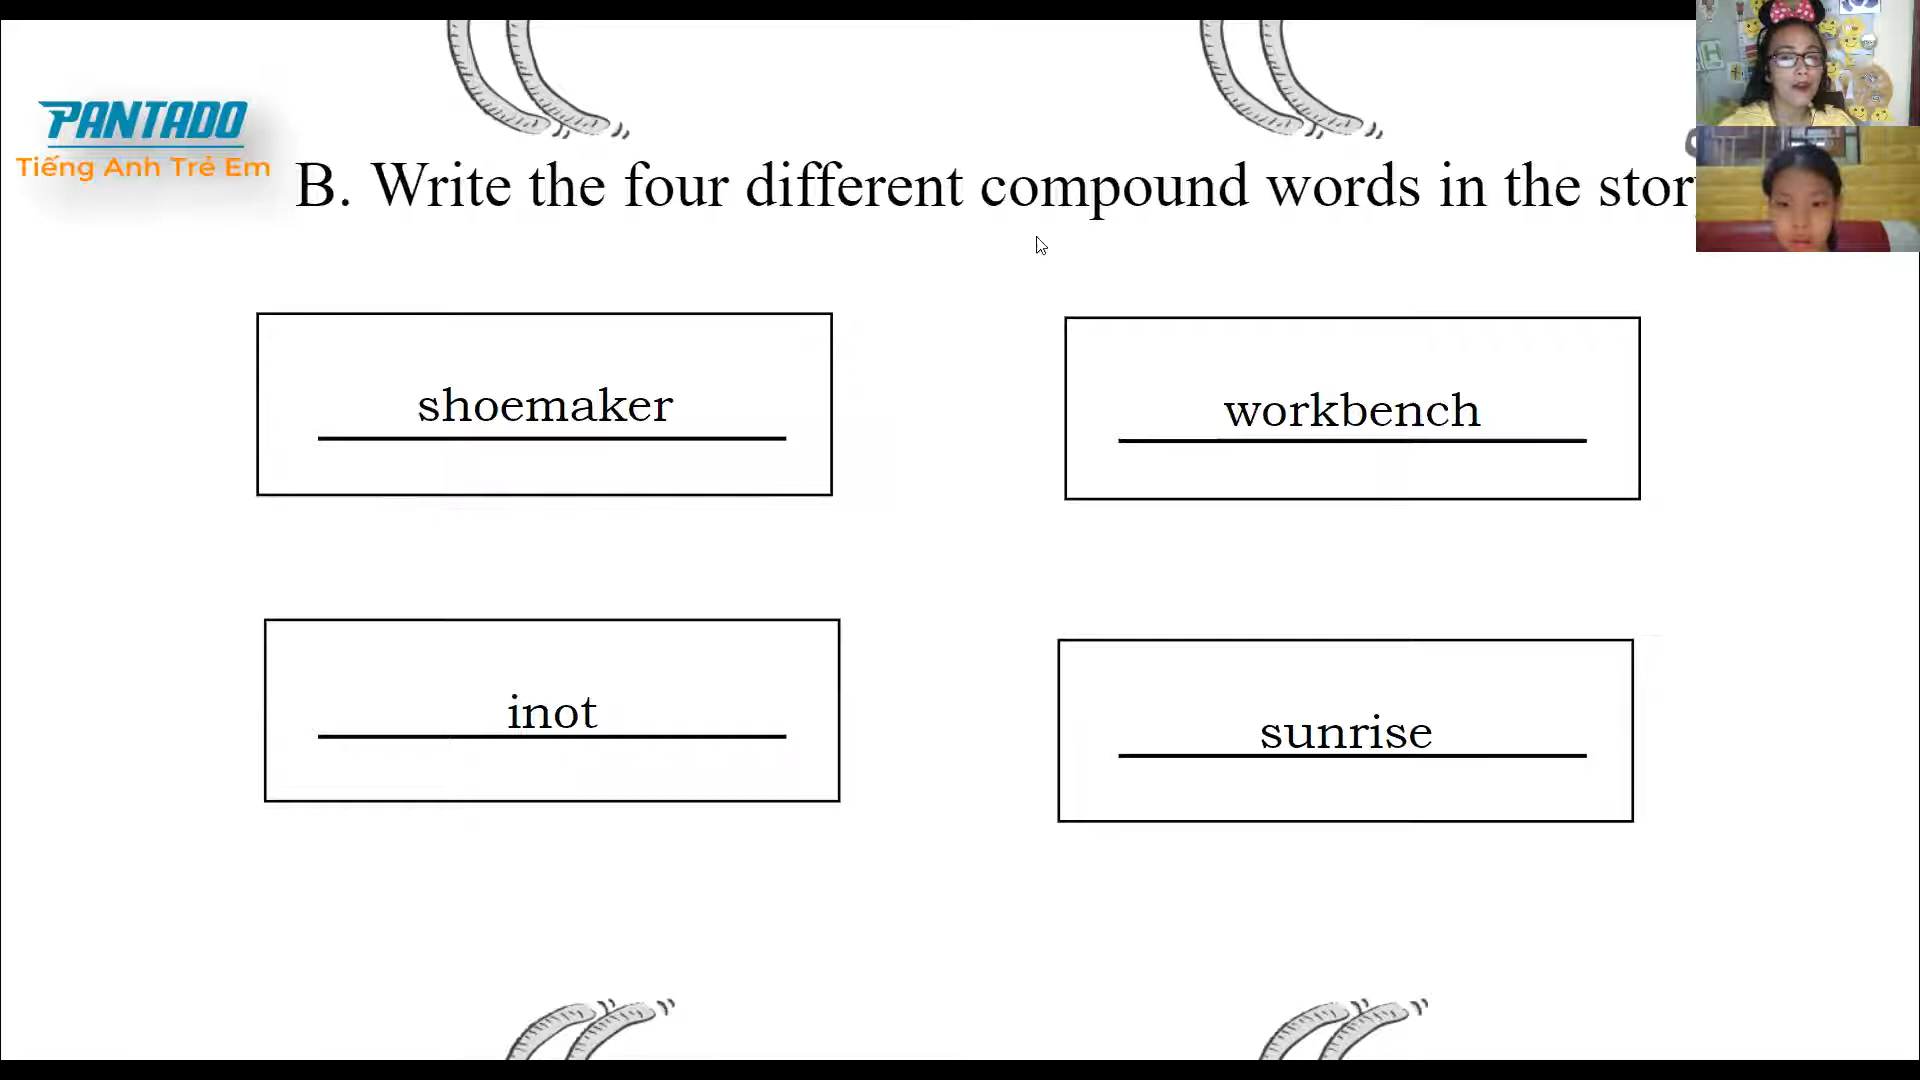 PANTADO
Tiếng Anh Trẻ Em
B. Write the four different compound words in the stor
shoemaker
workbench
inot
sunrise